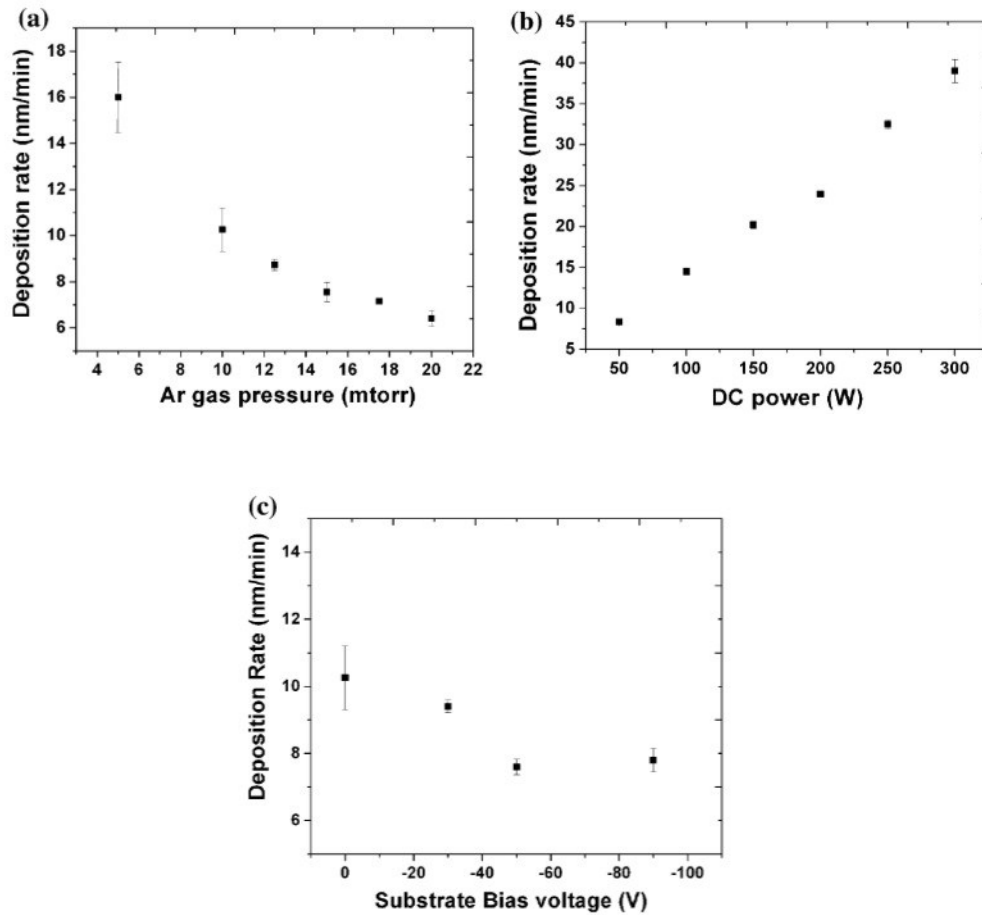 (a)
Deposition rate (nm/min)
18
16
14
12
10
8
6
4 6 8 10 12 14 16 18 20 22
Ar gas pressure (mtorr)
(b)
Deposition rate (nm/min)
45
40
35
30
25
20
15
10
5
50 100 150 200 250 300
DC power (W)
(c)
Deposition Rate (nm/min)
14
12
10
8
6
0 -20 -40 -60 -80 -100
Substrate Bias voltage (V)